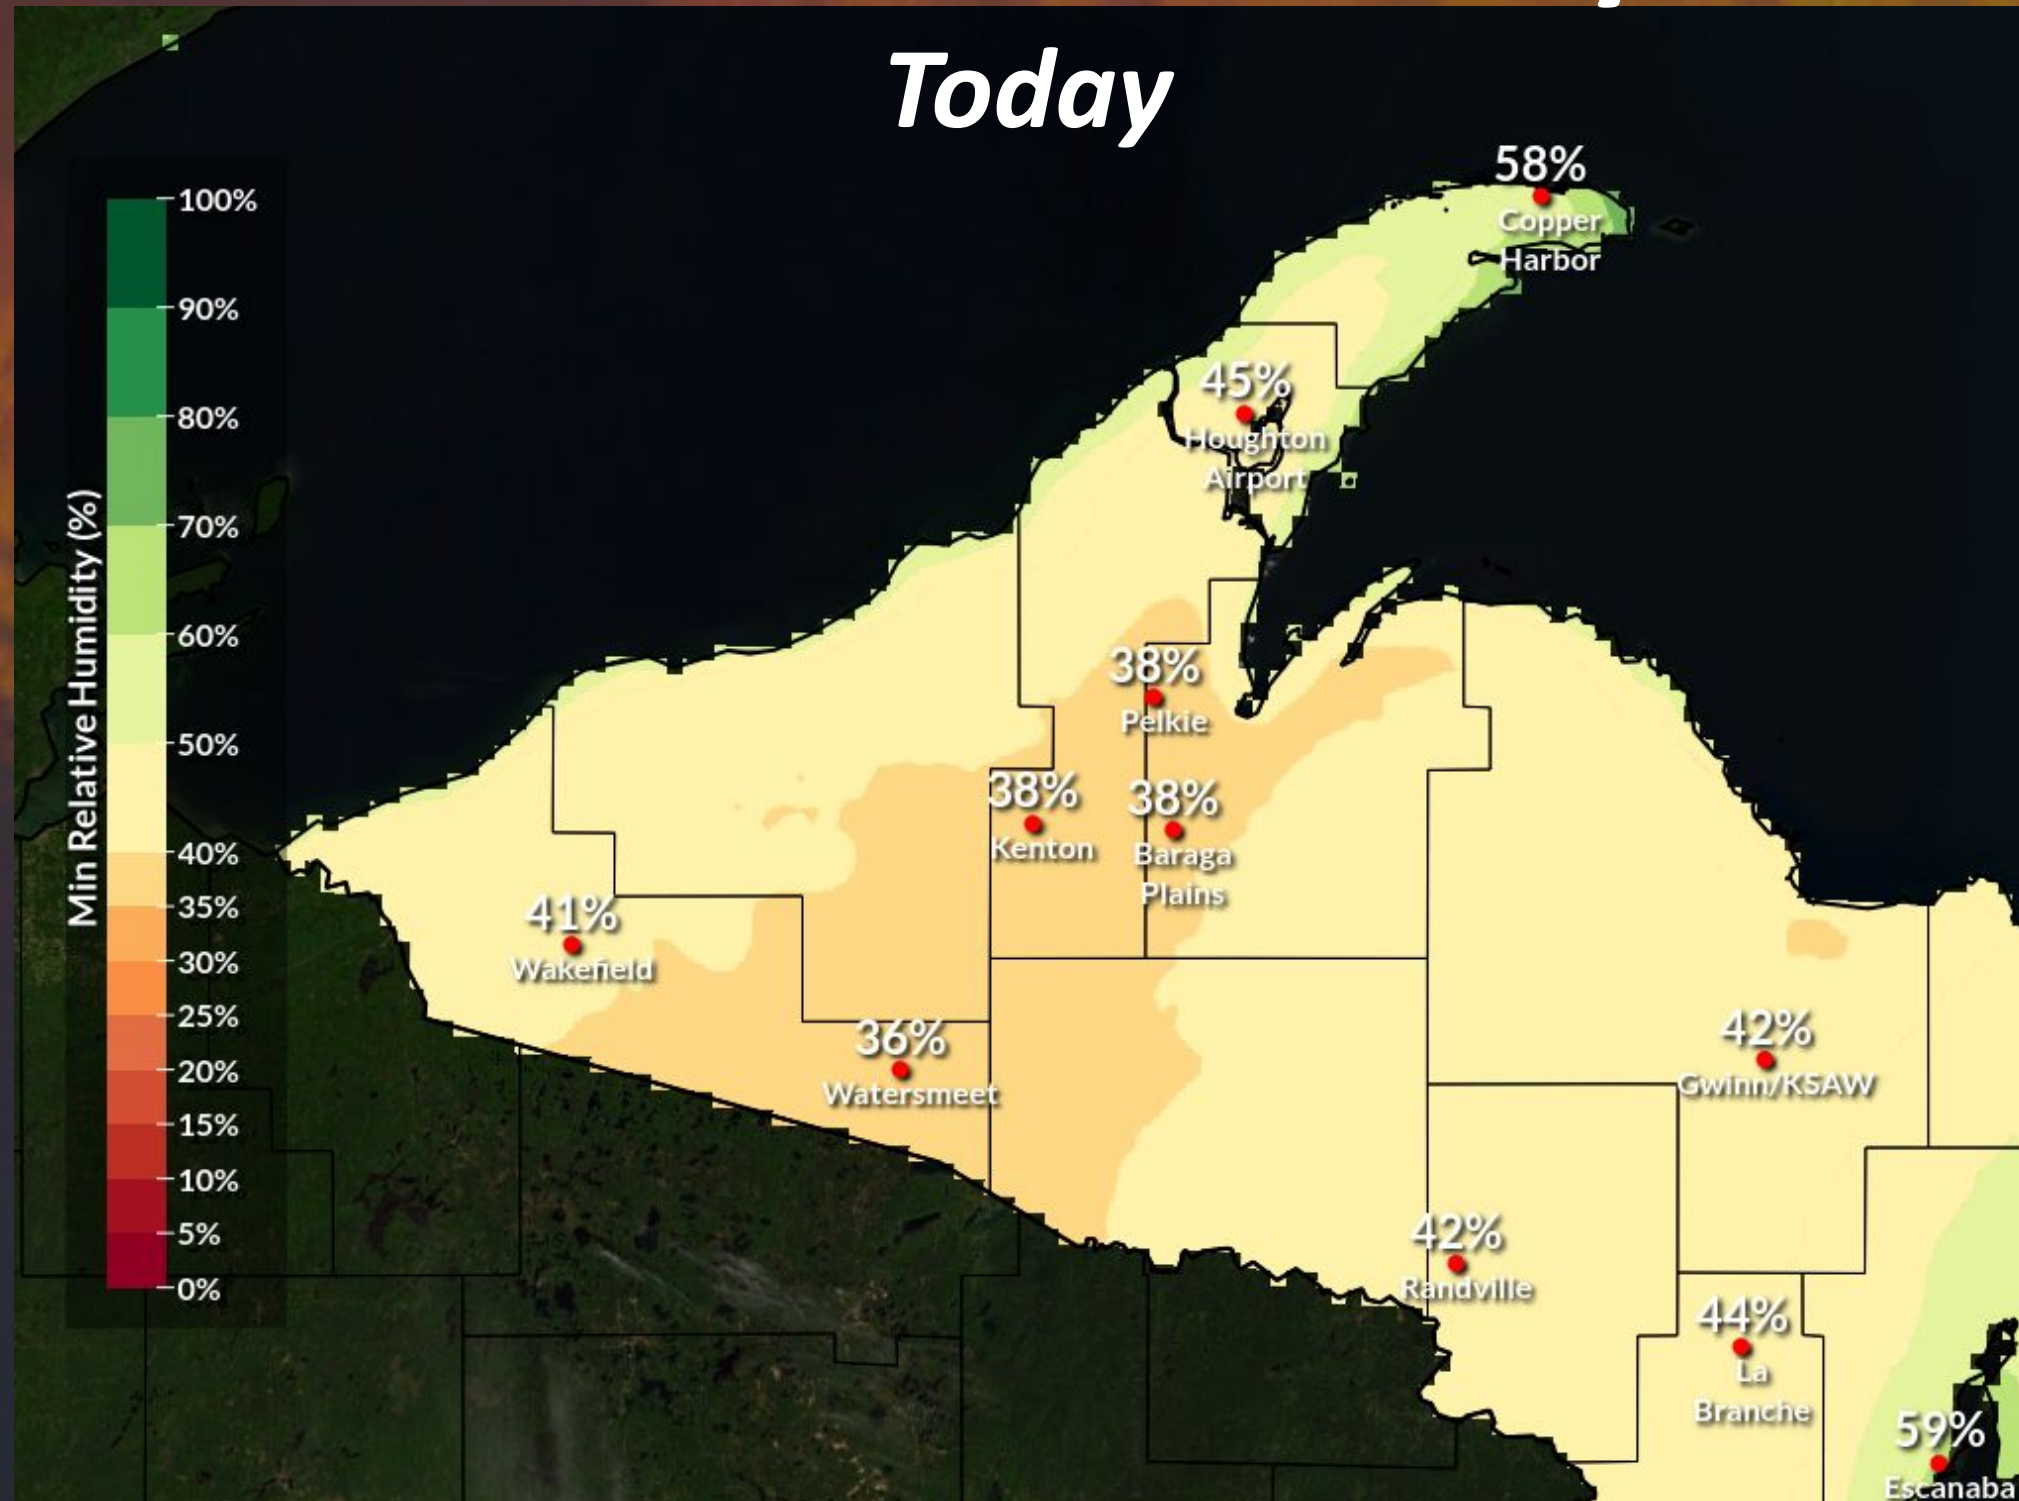 Today
100%
90%
80%
70%
60%
50%
40%
35%
30%
25%
20%
15%
10%
5%
0%
Min Relative Humidity (%)
58%
Copper
Harbor
45%
Houghton
Airport
38%
Pelkie
38%
Kenton
38%
Baraga
Plains
41%
Wakefield
36%
Watersmeet
42%
Gwinn/KSAW
42%
Randville
44%
La
Branche
59%
Escanaba